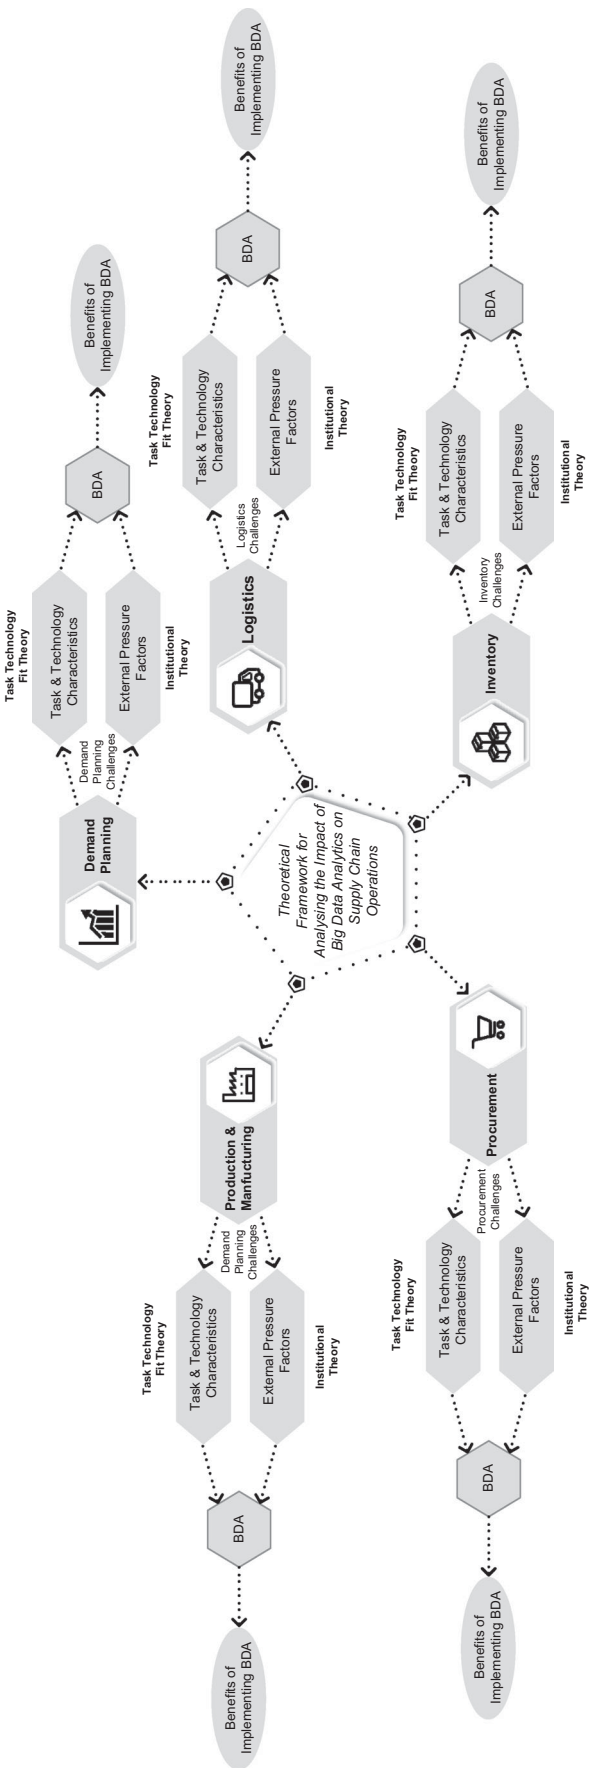 Theoretical
Framework for
Analysing the Impact of
Big Data Analytics on
Supply Chain
Operations
Demand
Planning
Demand
Planning
Challenges
Task Technology
Fit Theory
Task & Technology
Characteristics
External Pressure
Factors
Institutional
Theory
BDA
Benefits of
Implementing BDA
Logistics
Logistics
Challenges
Task Technology
Fit Theory
Task & Technology
Characteristics
External Pressure
Factors
Institutional
Theory
BDA
Benefits of
Implementing BDA
Inventory
Inventory
Challenges
Task Technology
Fit Theory
Task & Technology
Characteristics
External Pressure
Factors
Institutional
Theory
BDA
Benefits of
Implementing BDA
Procurement
Procurement
Challenges
Task Technology
Fit Theory
Task & Technology
Characteristics
External Pressure
Factors
Institutional
Theory
BDA
Benefits of
Implementing BDA
Production &
Manfucturing
Demand
Planning
Challenges
Task Technology
Fit Theory
Task & Technology
Characteristics
External Pressure
Factors
Institutional
Theory
BDA
Benefits of
Implementing BDA